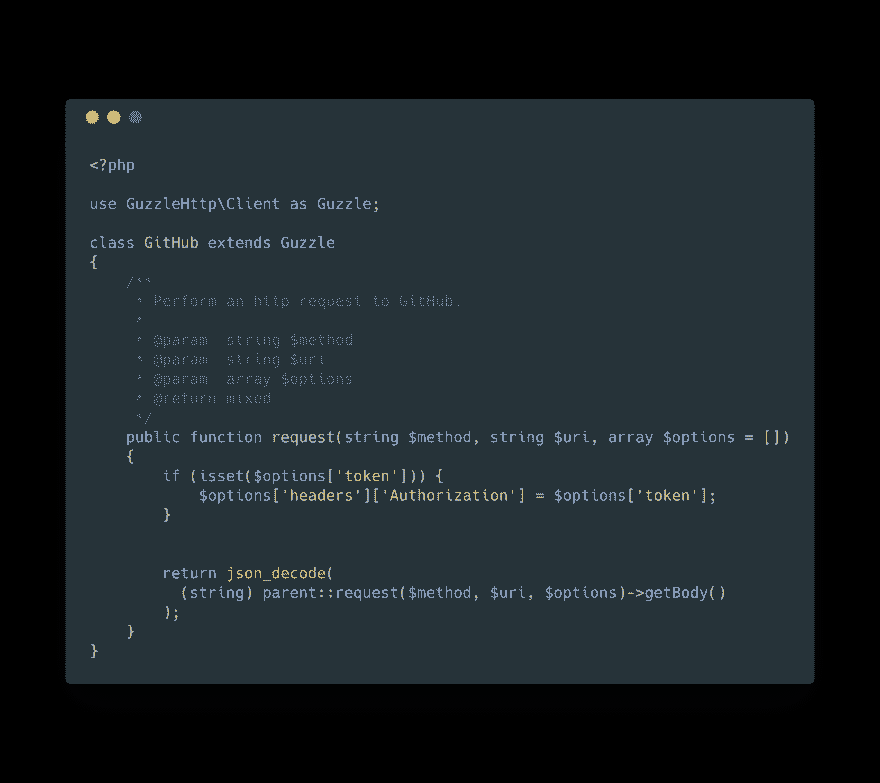 <?php

use GuzzleHttp\Client as Guzzle;

class GitHub extends Guzzle
{
    /**
     * Perform an http request to GitHub.
     *
     * @param  string $method
     * @param  string $uri
     * @param  array $options
     * @return mixed
     */
    public function request(string $method, string $uri, array $options = [])
    {
        if (isset($options['token'])) {
            $options['headers']['Authorization'] = $options['token'];
        }


        return json_decode(
          (string) parent::request($method, $uri, $options)->getBody()
        );
    }
}